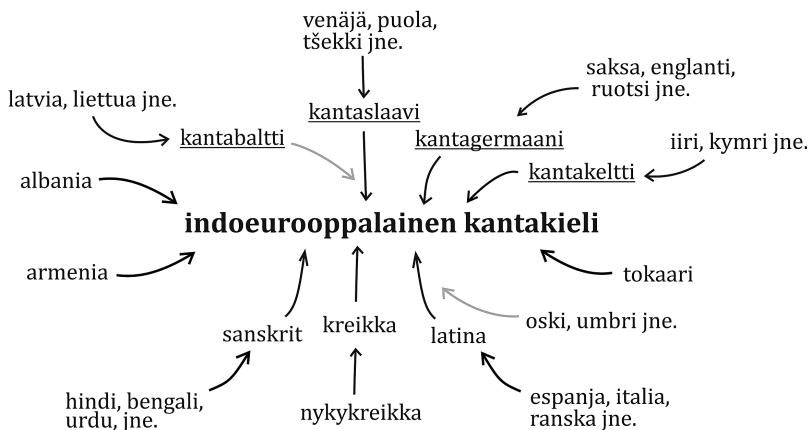 venäjä, puola,
tšekki jne.
saksa, englanti,
ruotsi jne.
latvia, liettua jne.
kantaslaavi
kantabaltti
kantagermaani
iiri, kymri jne.
kantakeltti
albania
indoeurooppalainen kantakieli
armenia
tokaari
sanskrit
kreikka
latina
oski, umbri jne.
hindi, bengali,
urdu, jne.
nykykreikka
espanja, italia,
ranska jne.